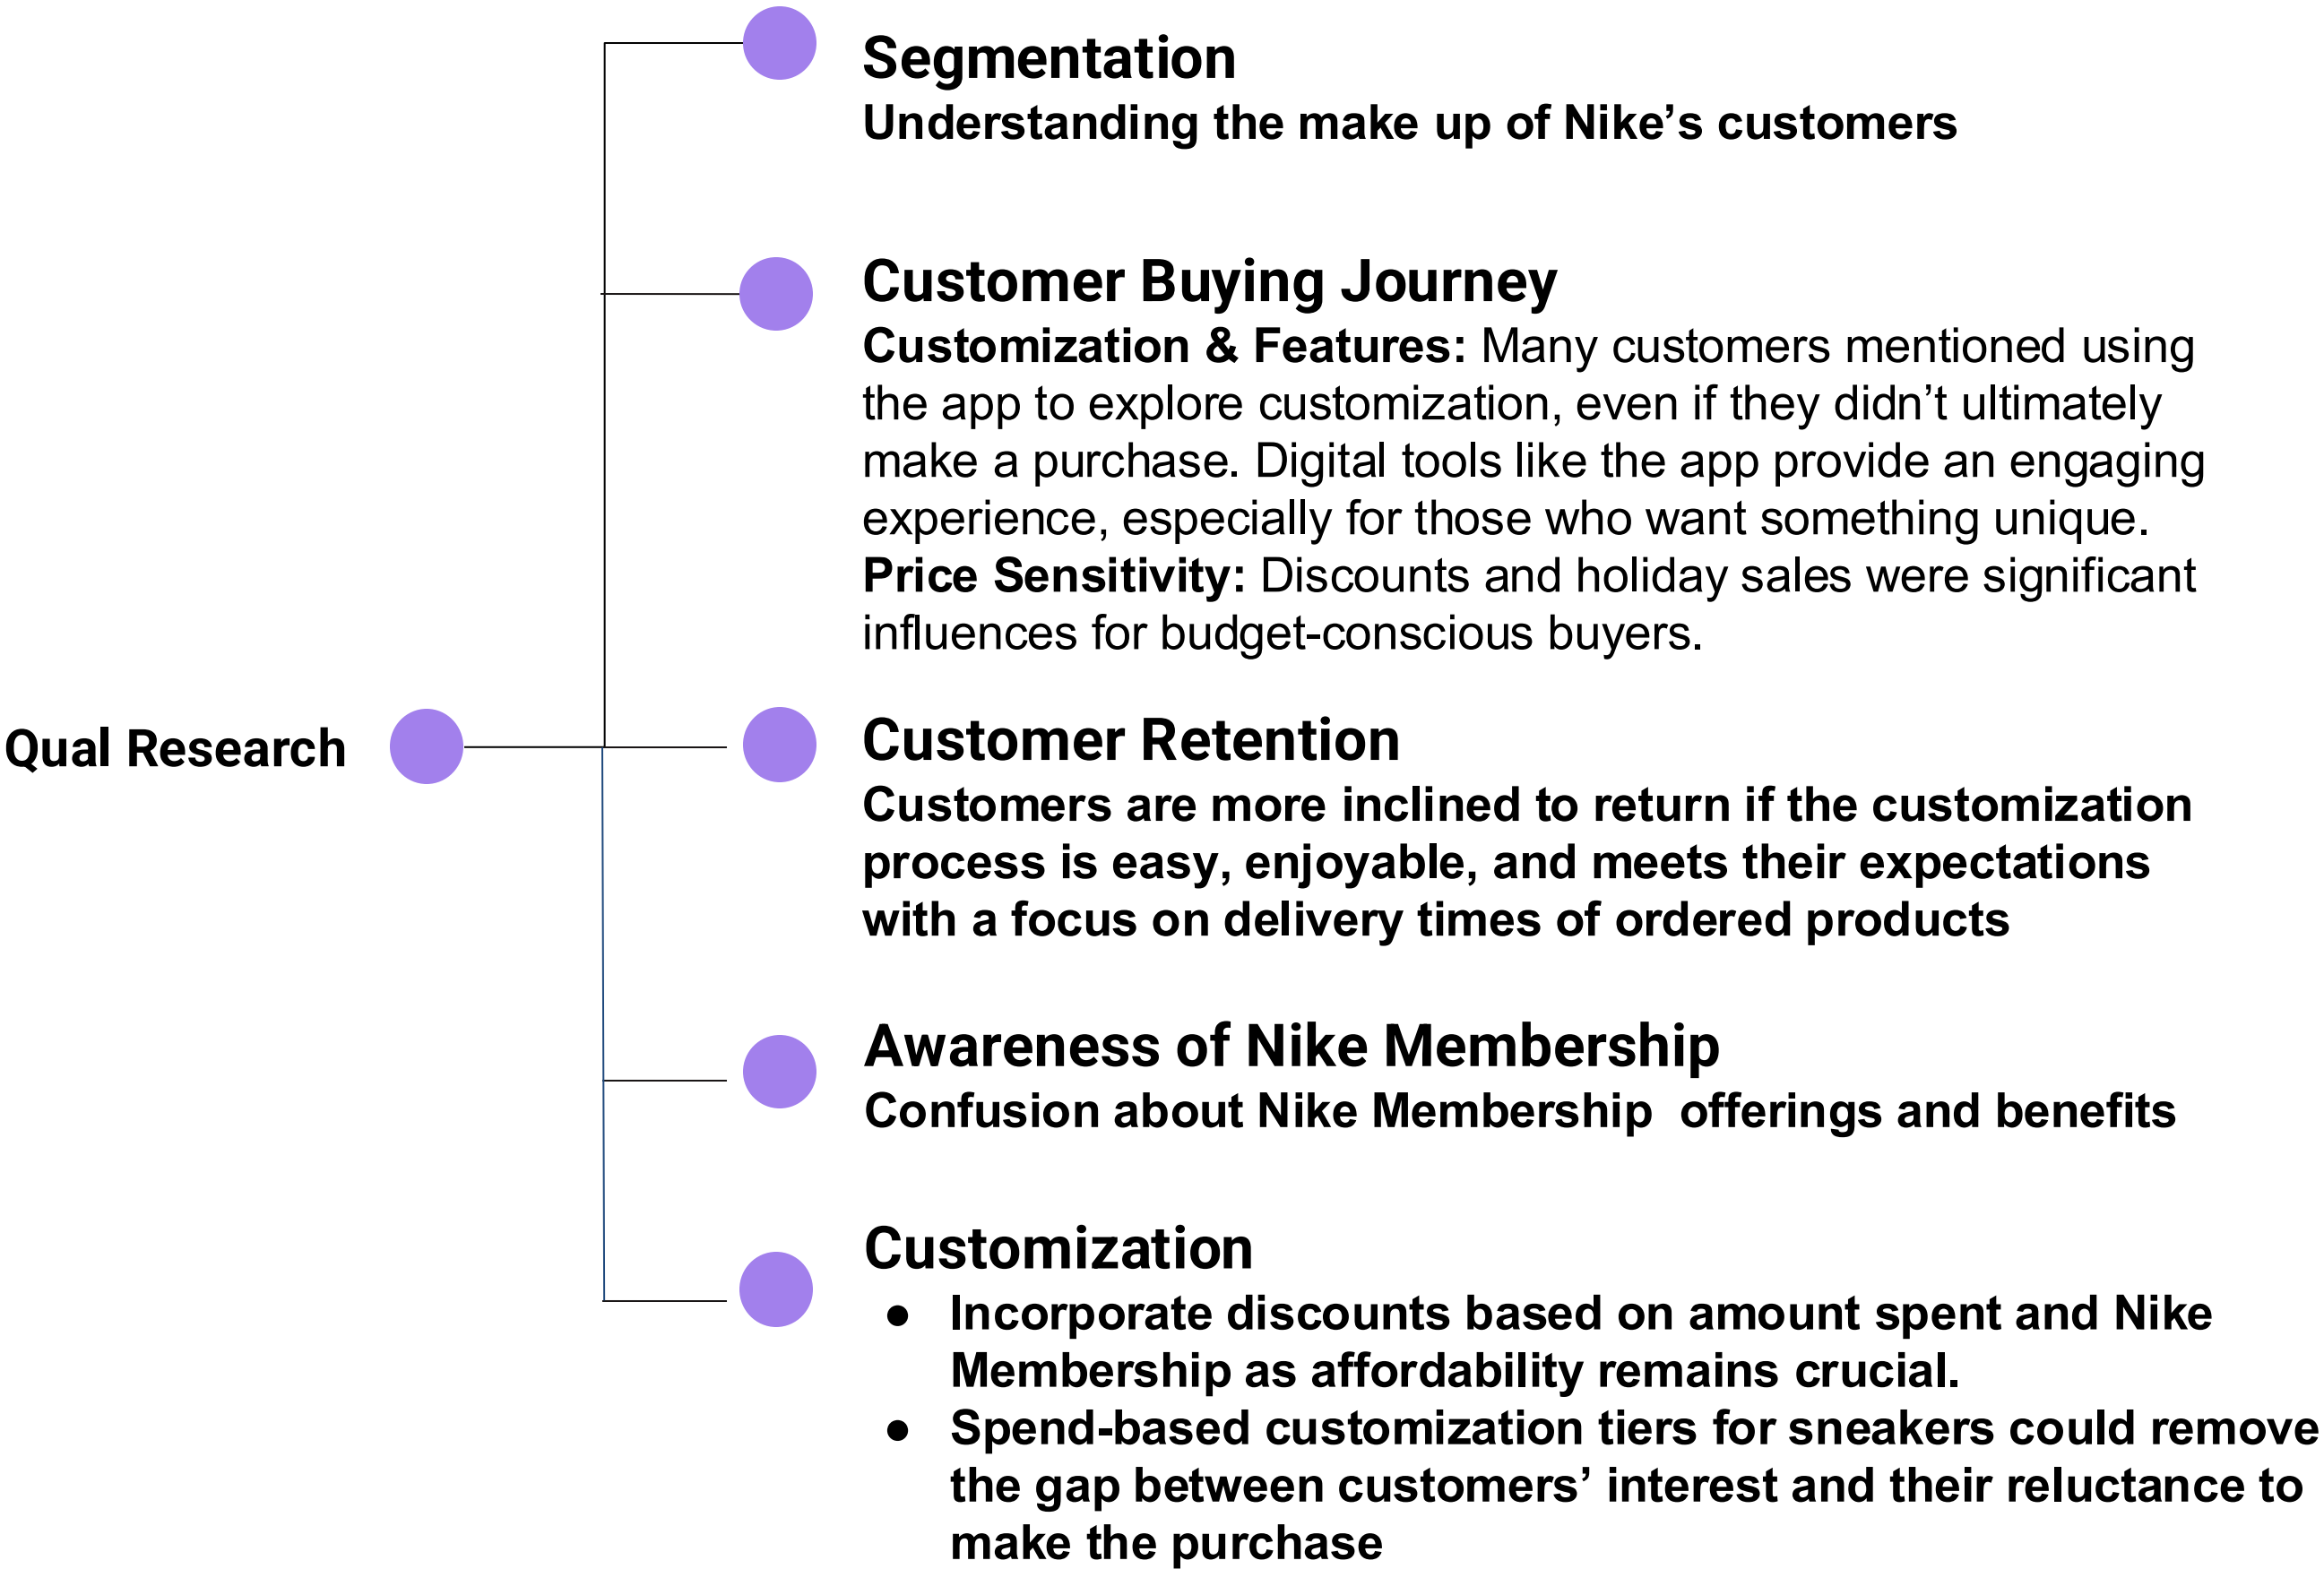 Segmentation
Understanding the make up of Nike’s customers
Customer Buying Journey
Customization & Features: Many customers mentioned using
the app to explore customization, even if they didn’t ultimately
make a purchase. Digital tools like the app provide an engaging
experience, especially for those who want something unique.
Price Sensitivity: Discounts and holiday sales were significant
influences for budget-conscious buyers.
Qual Research
Customer Retention
Customers are more inclined to return if the customization
process is easy, enjoyable, and meets their expectations
with a focus on delivery times of ordered products
Awareness of Nike Membership
Confusion about Nike Membership  offerings and benefits
Customization
● Incorporate discounts based on amount spent and Nike
Membership as affordability remains crucial.
● Spend-based customization tiers for sneakers could remove
the gap between customers’ interest and their reluctance to
make the purchase